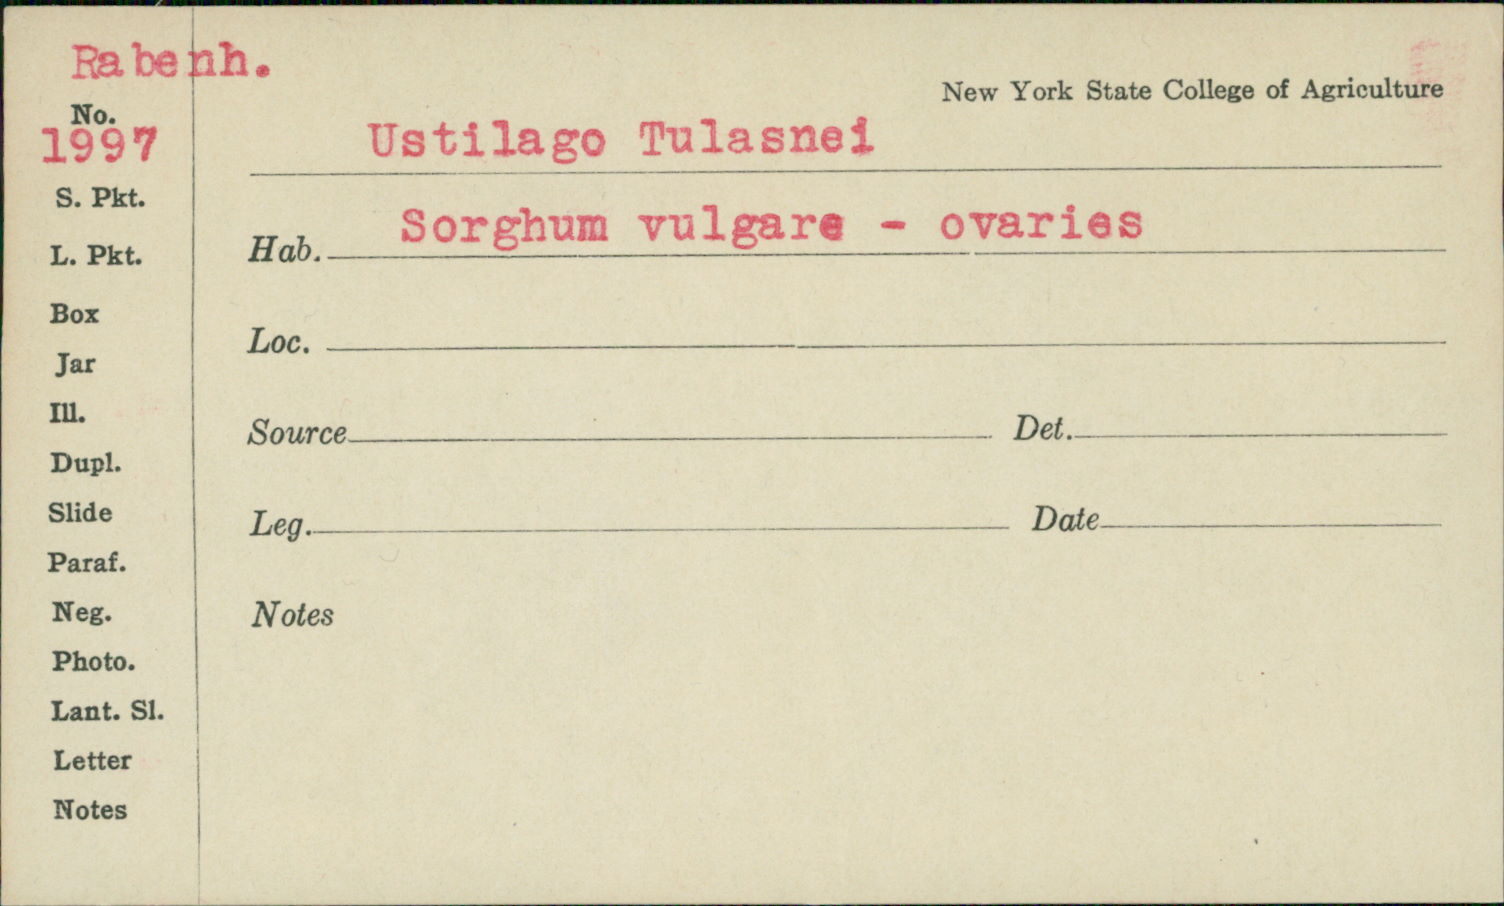 Rabenh.
New York State College of Agriculture
No.
1997
Ustilago Tulasnei
S. Pkt.
Hab. Sorghum vulgare - ovaries
L. Pkt.
Box
Loc.
Jar
Ill.
Source Det.
Dupl.
Slide
Leg. Date
Paraf.
Neg.
Notes
Photo.
Lant. Sl.
Letter
Notes